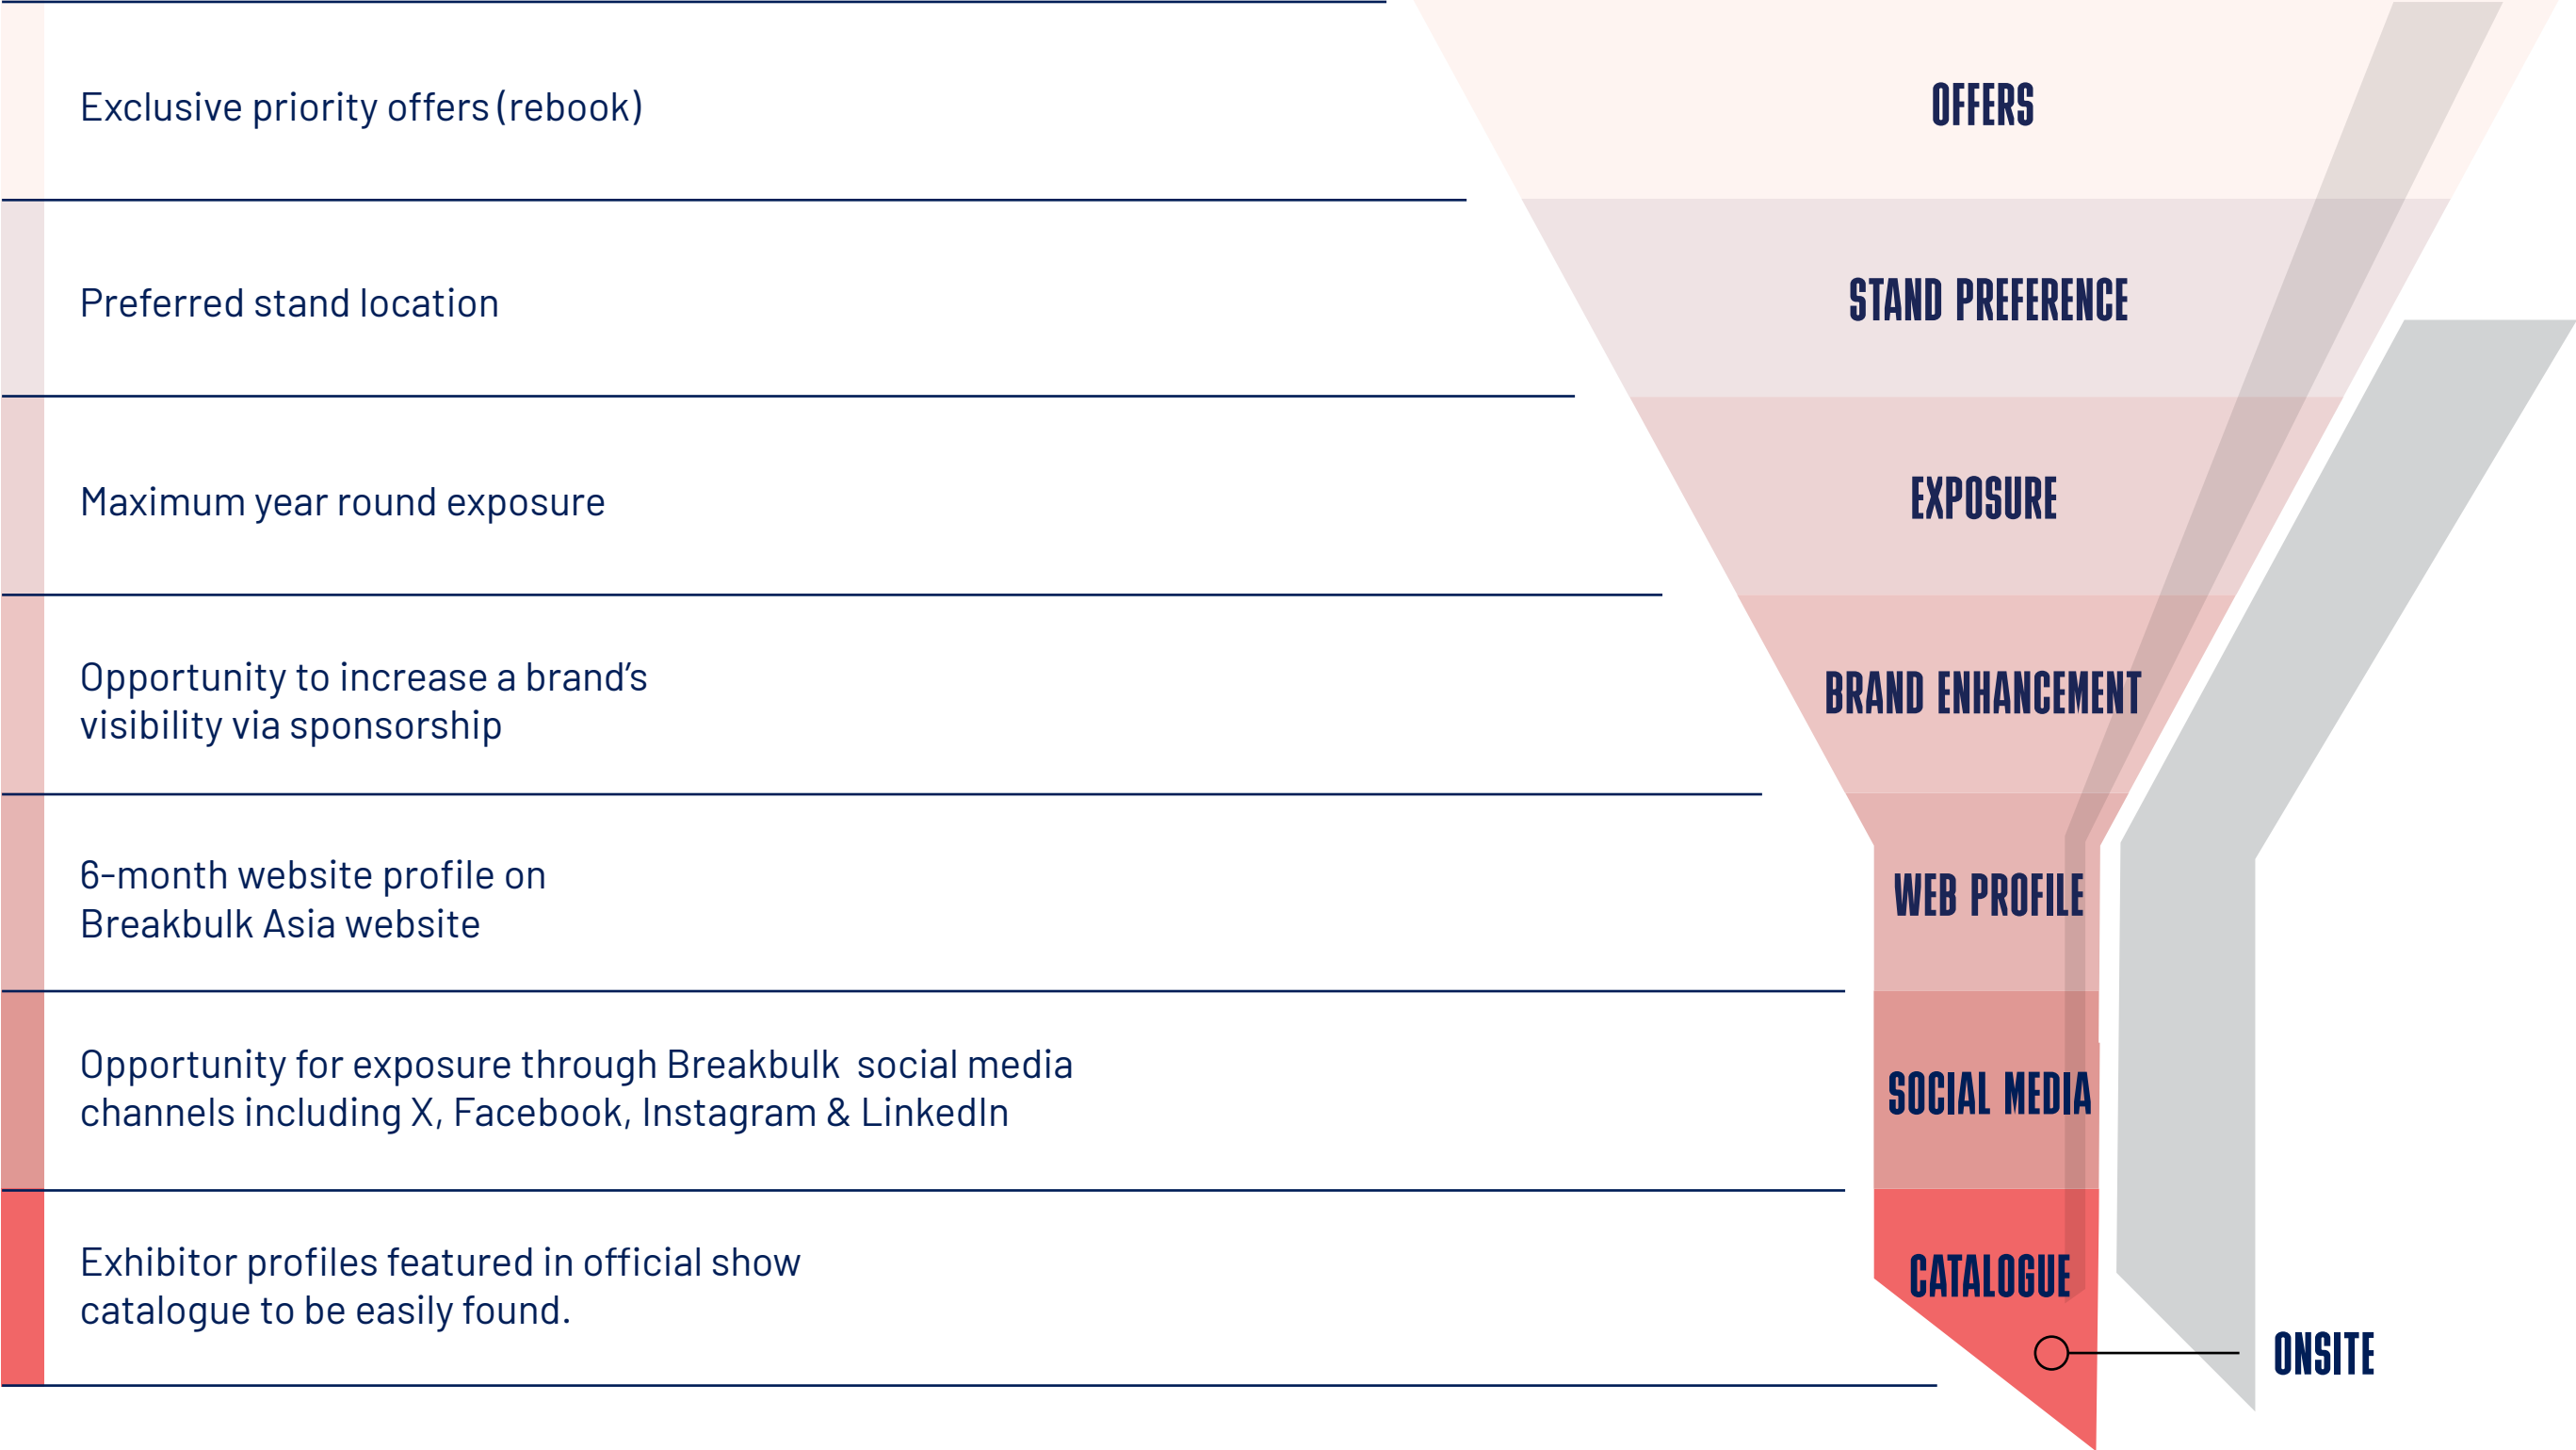 Exclusive priority offers (rebook)
OFFERS
Preferred stand location
STAND PREFERENCE
Maximum year round exposure
EXPOSURE
Opportunity to increase a brand’s
visibility via sponsorship
BRAND ENHANCEMENT
6-month website profile on
Breakbulk Asia website
WEB PROFILE
Opportunity for exposure through Breakbulk  social media
channels including X, Facebook, Instagram & LinkedIn
SOCIAL MEDIA
Exhibitor profiles featured in official show
catalogue to be easily found.
CATALOGUE
ONSITE